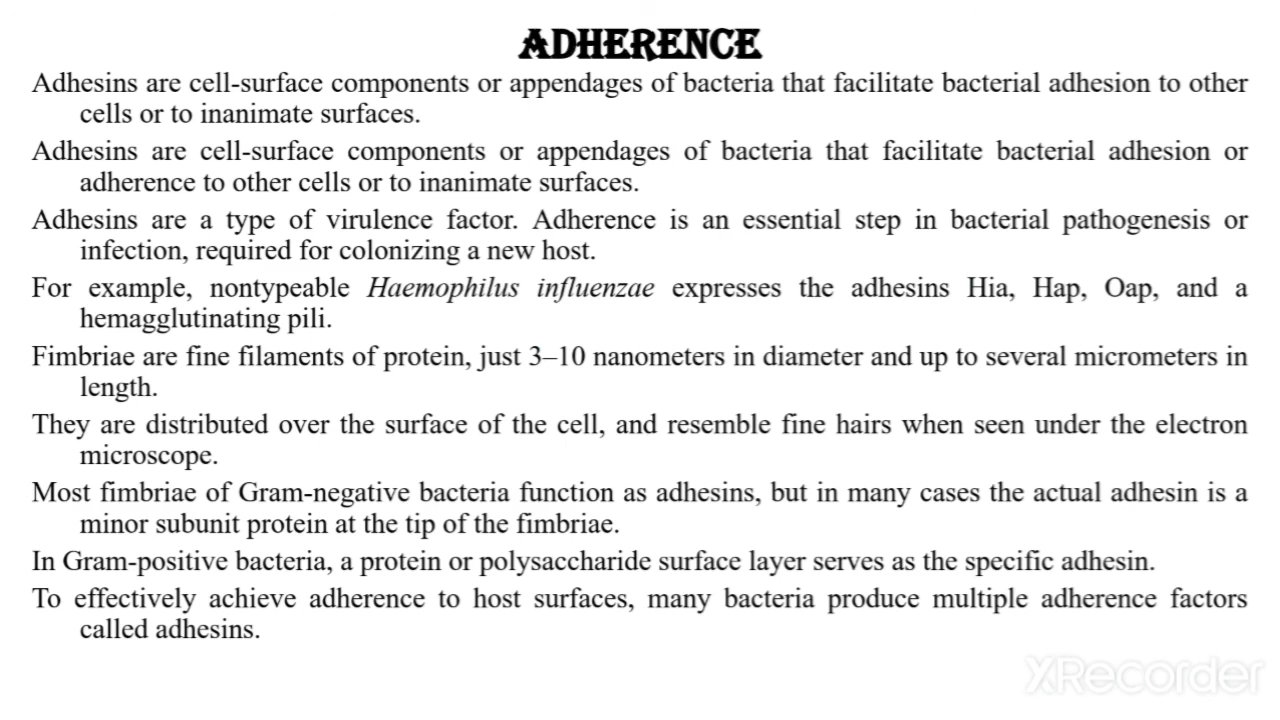 ADHERENCE
Adhesins are cell-surface components or appendages of bacteria that facilitate bacterial adhesion to other
cells or to inanimate surfaces.
Adhesins are cell-surface components or appendages of bacteria that facilitate bacterial adhesion or
adherence to other cells or to inanimate surfaces.
Adhesins are a type of virulence factor. Adherence is an essential step in bacterial pathogenesis or
infection, required for colonizing a new host.
For example, nontypeable Haemophilus influenzae expresses the adhesins Hia, Hap, Oap, and a
hemagglutinating pili.
Fimbriae are fine filaments of protein, just 3–10 nanometers in diameter and up to several micrometers in
length.
They are distributed over the surface of the cell, and resemble fine hairs when seen under the electron
microscope.
Most fimbriae of Gram-negative bacteria function as adhesins, but in many cases the actual adhesin is a
minor subunit protein at the tip of the fimbriae.
In Gram-positive bacteria, a protein or polysaccharide surface layer serves as the specific adhesin.
To effectively achieve adherence to host surfaces, many bacteria produce multiple adherence factors
called adhesins.
XRecorder